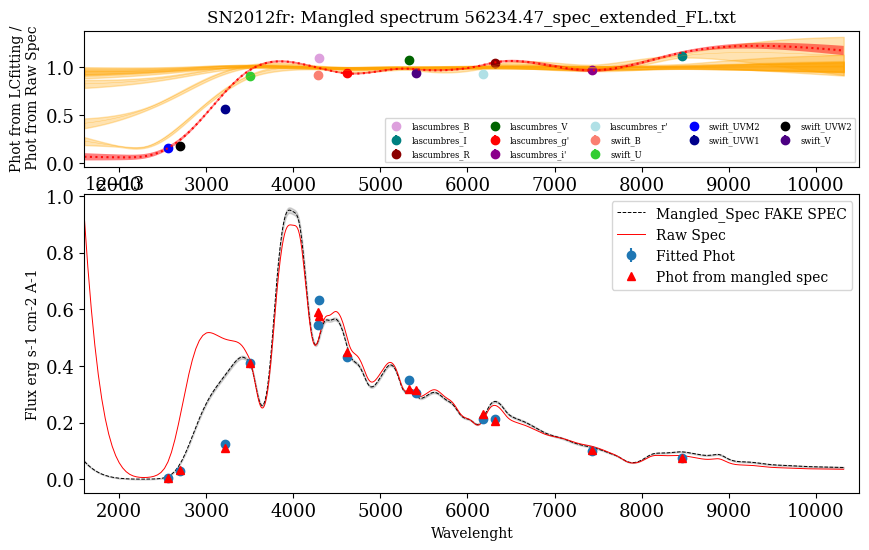 SN2012fr: Mangled spectrum 56234.47_spec_extended_FL.txt
Phot from LCfitting /
Phot from Raw Spec
1.0
0.5
0.0
lascumbres_B
lascumbres_I
lascumbres_R
lascumbres_V
lascumbres_g'
lascumbres_i'
lascumbres_r'
swift_B
swift_U
swift_UVM2
swift_UVW1
swift_UVW2
swift_V
2000 3000 4000 5000 6000 7000 8000 9000 10000
1e−13
Flux erg s-1 cm-2 A-1
1.0
0.8
0.6
0.4
0.2
0.0
Mangled_Spec FAKE SPEC
Raw Spec
Fitted Phot
Phot from mangled spec
2000 3000 4000 5000 6000 7000 8000 9000 10000
Wavelenght